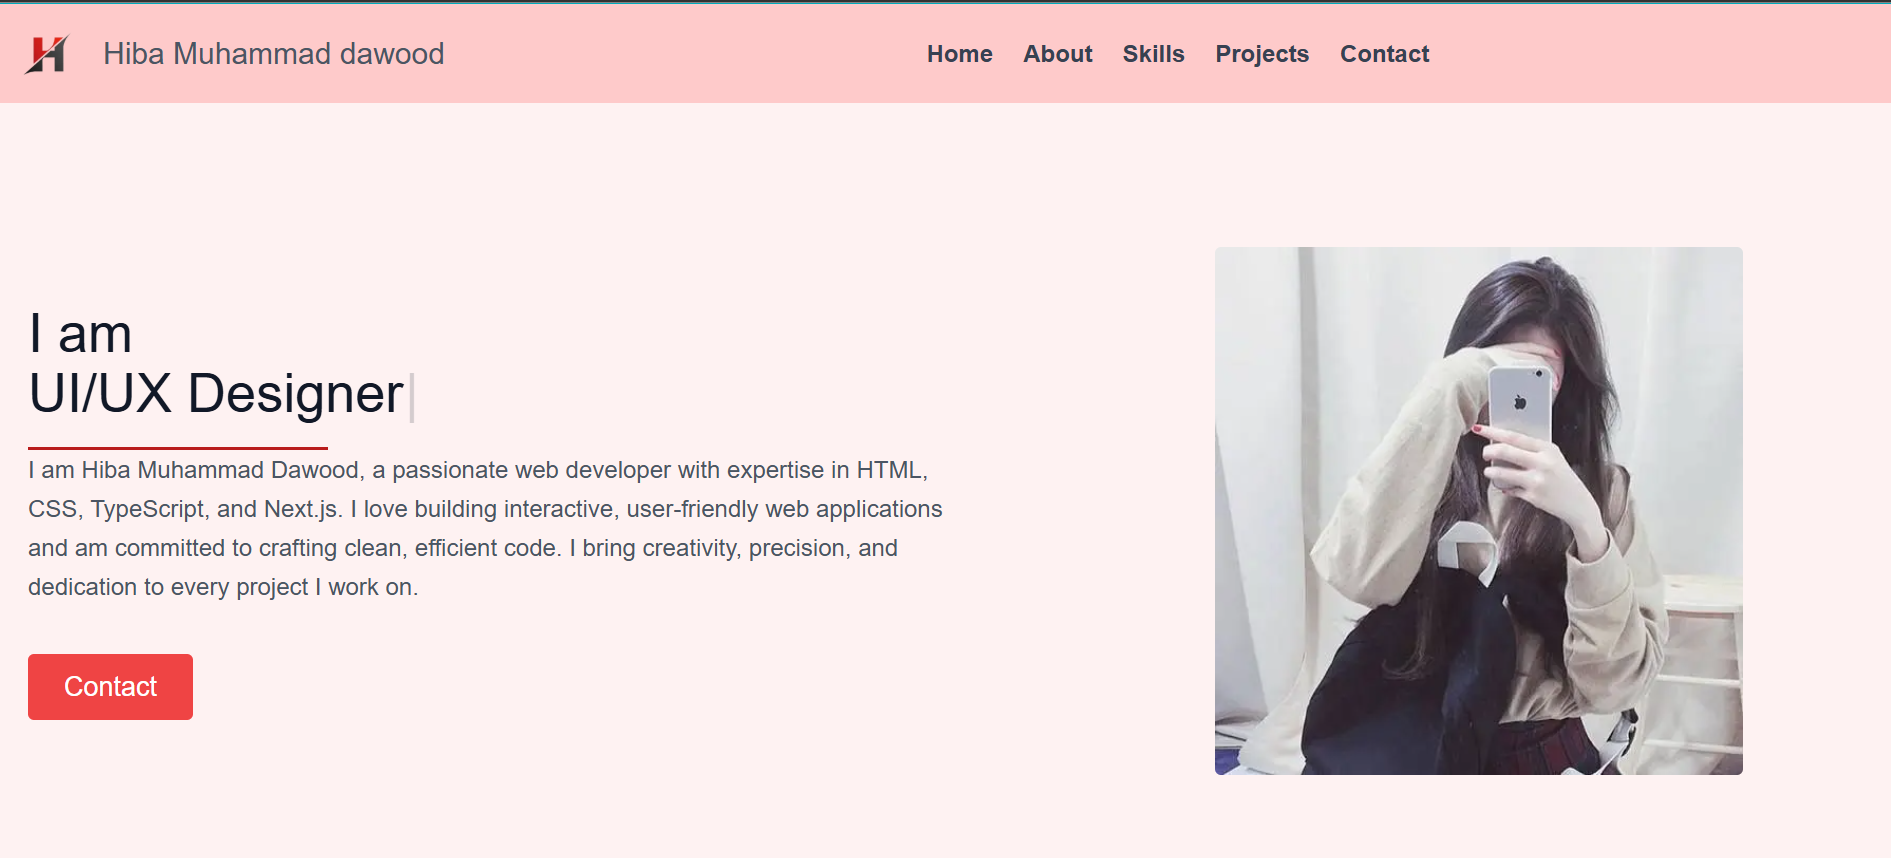 H
Hiba Muhammad dawood
Home About Skills Projects Contact
I am
UI/UX Designer
I am Hiba Muhammad Dawood, a passionate web developer with expertise in HTML,
CSS, TypeScript, and Next.js. I love building interactive, user-friendly web applications
and am committed to crafting clean, efficient code. I bring creativity, precision, and
dedication to every project I work on.
Contact